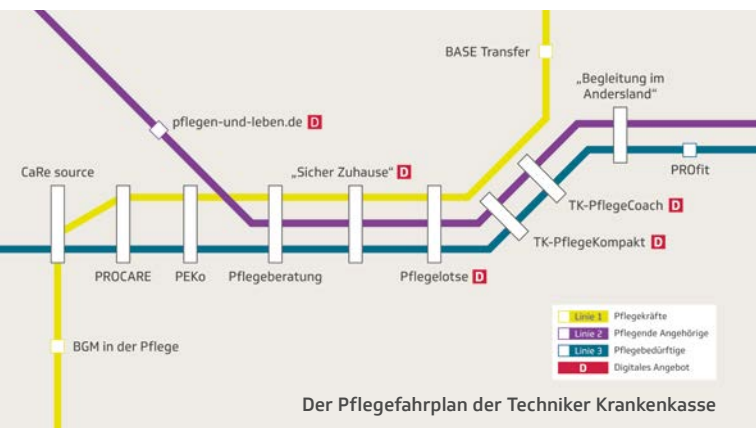 BASE Transfer
„Begleitung im
Andersland“
pflegen-und-leben.de D
CaRe source
„Sicher Zuhause“ D
PROfit
TK-PflegeCoach D
TK-PflegeKompakt D
PROCARE
PEKo
Pflegeberatung
Pflegelotse D
BGM in der Pflege
Linie 1 Pflegekräfte
Linie 2 Pflegende Angehörige
Linie 3 Pflegebedürftige
D Digitales Angebot
Der Pflegefahrplan der Techniker Krankenkasse